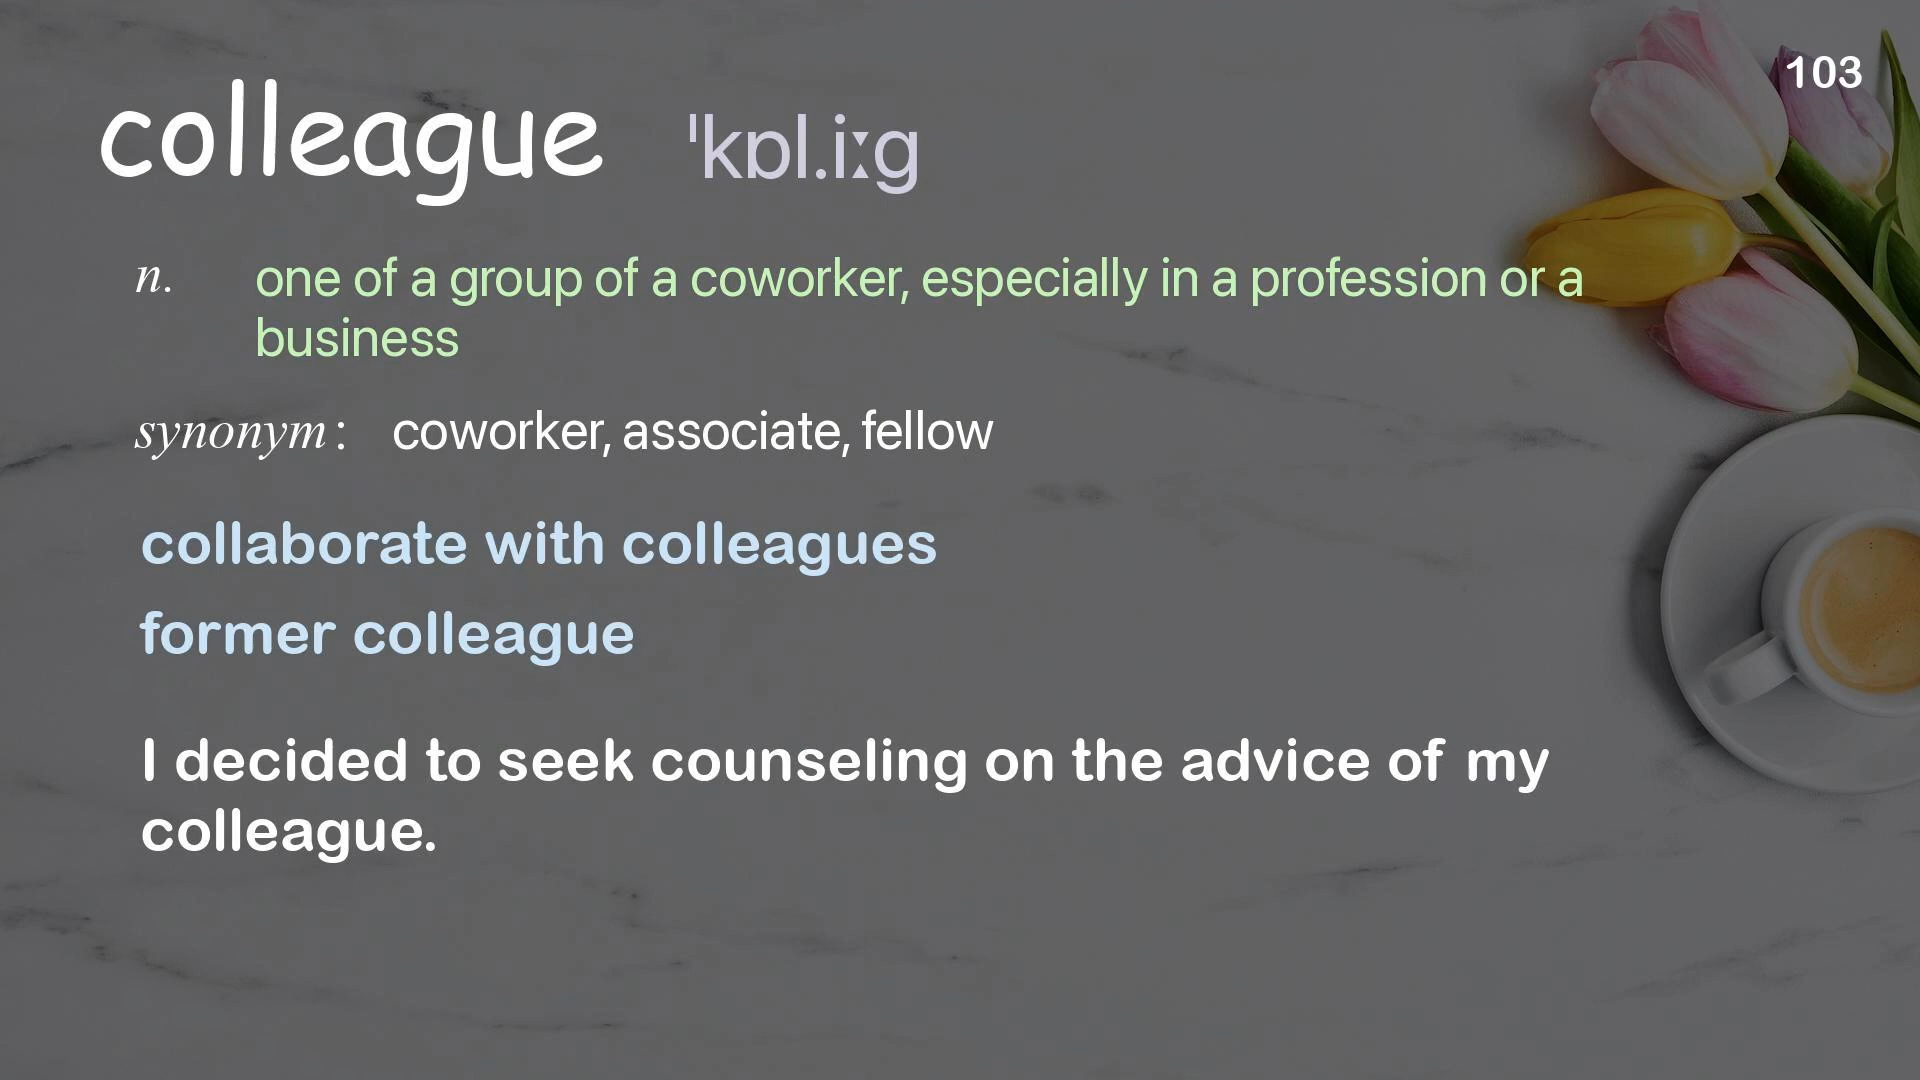 103
colleague ˈkɒl.iːg
n. one of a group of a coworker, especially in a profession or a
business
synonym: coworker, associate, fellow
collaborate with colleagues
former colleague
I decided to seek counseling on the advice of my
colleague.